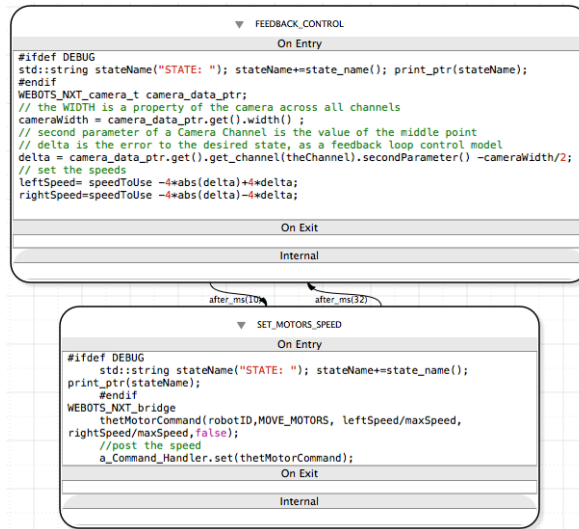 FEEDBACK_CONTROL
On Entry
#ifdef DEBUG
std::string stateName("STATE: "); stateName+=state_name(); print_ptr(stateName);
#endif
WEBOTS_NXT_camera_t camera_data_ptr;
// the WIDTH is a property of the camera across all channels
cameraWidth = camera_data_ptr.get().width() ;
// second parameter of a Camera Channel is the value of the middle point
// delta is the error to the desired state, as a feedback loop control model
delta = camera_data_ptr.get().get_channel(theChannel).secondParameter() -cameraWidth/2;
// set the speeds
leftSpeed= speedToUse -4*abs(delta)+4*delta;
rightSpeed=speedToUse -4*abs(delta)-4*delta;
On Exit
Internal
after_ms(10) after_ms(32)
SET_MOTORS_SPEED
On Entry
#ifdef DEBUG
std::string stateName("STATE: "); stateName+=state_name();
print_ptr(stateName);
#endif
WEBOTS_NXT_bridge
thetMotorCommand(robotID,MOVE_MOTORS, leftSpeed/maxSpeed,
rightSpeed/maxSpeed,false);
//post the speed
a_Command_Handler.set(thetMotorCommand);
On Exit
Internal